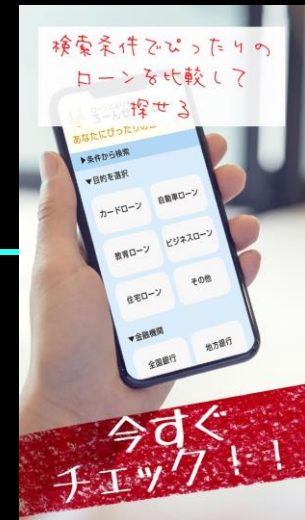 検索条件でぴったりの
ローンを比較して
探せる
あなたにぴったりの
▶条件から検索
▼目的を選択
カードローン
自動車ローン
教育ローン
ビジネスローン
住宅ローン
その他
▼金融機関
全国銀行
地方銀行
今すぐ
チェック！！